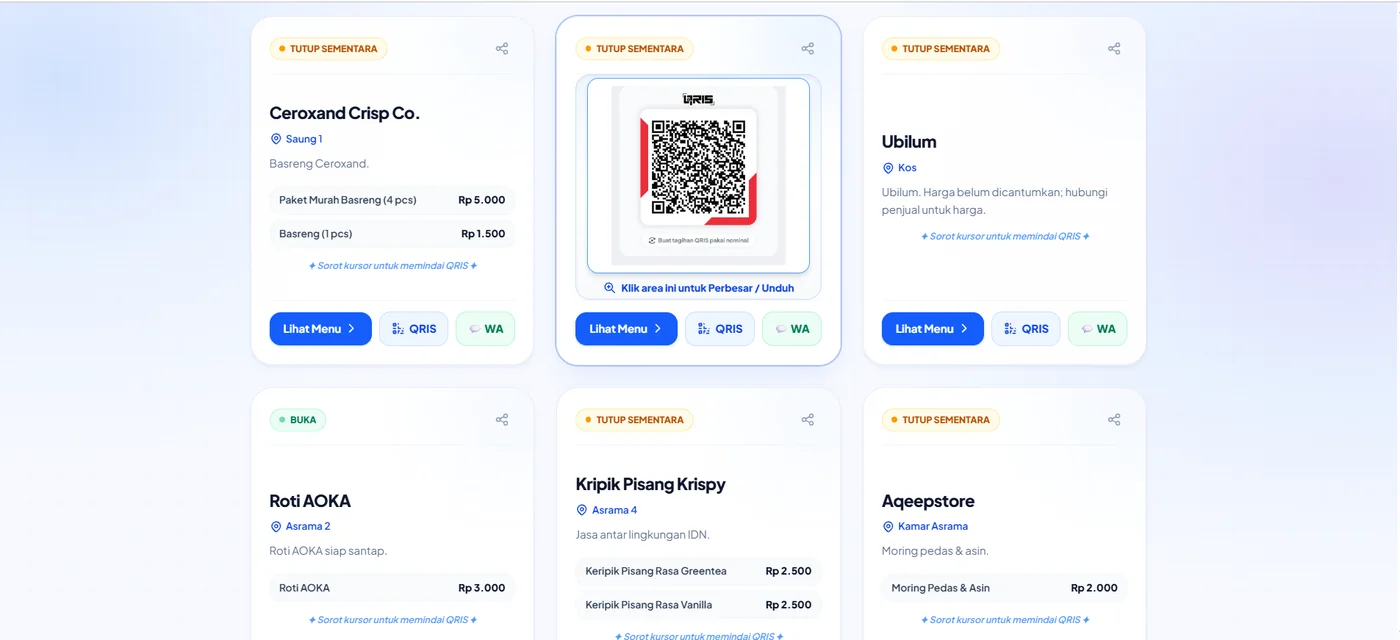 TUTUP SEMENTARA
Ceroxand Crisp Co.
Saung 1
Basreng Ceroxand.
Paket Murah Basreng (4 pcs) Rp 5.000
Basreng (1 pcs) Rp 1.500
✦ Sorot kursor untuk memindai QRIS ✦
Lihat Menu QRIS WA
TUTUP SEMENTARA
QRIS
Buat tagihan QRIS pakai nominal
Klik area ini untuk Perbesar / Unduh
Lihat Menu QRIS WA
TUTUP SEMENTARA
Ubilum
Kos
Ubilum. Harga belum dicantumkan; hubungi
penjual untuk harga.
✦ Sorot kursor untuk memindai QRIS ✦
Lihat Menu QRIS WA
BUKA
Roti AOKA
Asrama 2
Roti AOKA siap santap.
Roti AOKA Rp 3.000
✦ Sorot kursor untuk memindai QRIS ✦
TUTUP SEMENTARA
Kripik Pisang Krispy
Asrama 4
Jasa antar lingkungan IDN.
Keripik Pisang Rasa Greentea Rp 2.500
Keripik Pisang Rasa Vanilla Rp 2.500
✦ Sorot kursor untuk memindai QRIS ✦
TUTUP SEMENTARA
Aqeepstore
Kamar Asrama
Moring pedas & asin.
Moring Pedas & Asin Rp 2.000
✦ Sorot kursor untuk memindai QRIS ✦